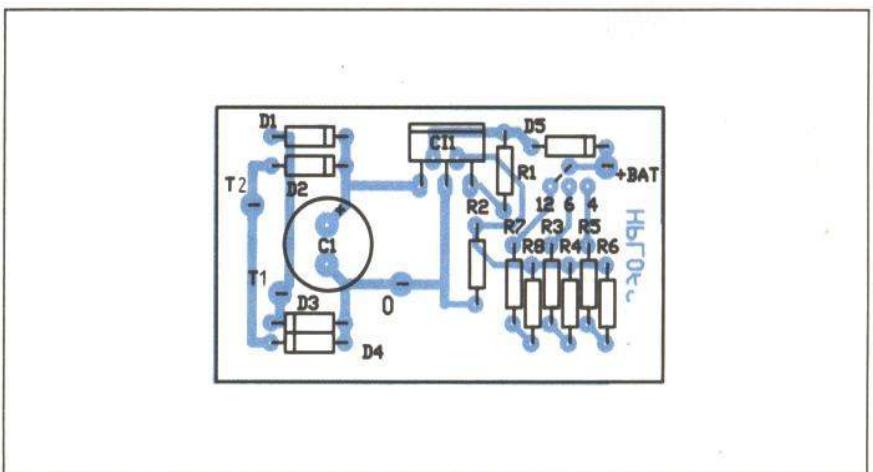 D1
CI1
D5
D2
R1
+BAT
T2
+
R2
12 6 4
C1
R7 R3 R5
R8 R4 R6
T1
D3
0
D4